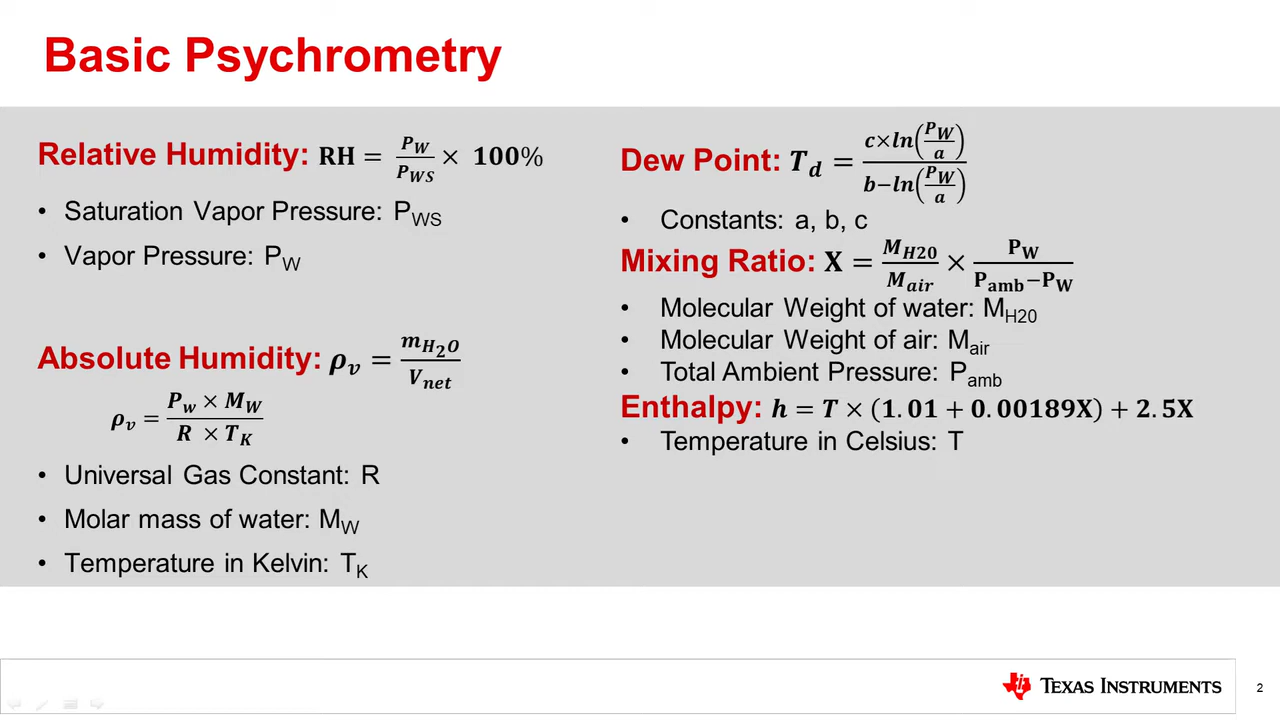 Basic Psychrometry
Relative Humidity: RH = P_W / P_WS × 100%
• Saturation Vapor Pressure: P_WS
• Vapor Pressure: P_W
Absolute Humidity: ρ_v = m_H₂O / V_net
ρ_v = (P_w × M_W) / (R × T_K)
• Universal Gas Constant: R
• Molar mass of water: M_W
• Temperature in Kelvin: T_K
Dew Point: T_d = (c×ln(P_W/a)) / (b−ln(P_W/a))
• Constants: a, b, c
Mixing Ratio: X = M_H20 / M_air × P_W / (P_amb−P_W)
• Molecular Weight of water: M_H20
• Molecular Weight of air: M_air
• Total Ambient Pressure: P_amb
Enthalpy: h = T × (1.01 + 0.00189X) + 2.5X
• Temperature in Celsius: T
Texas Instruments
2